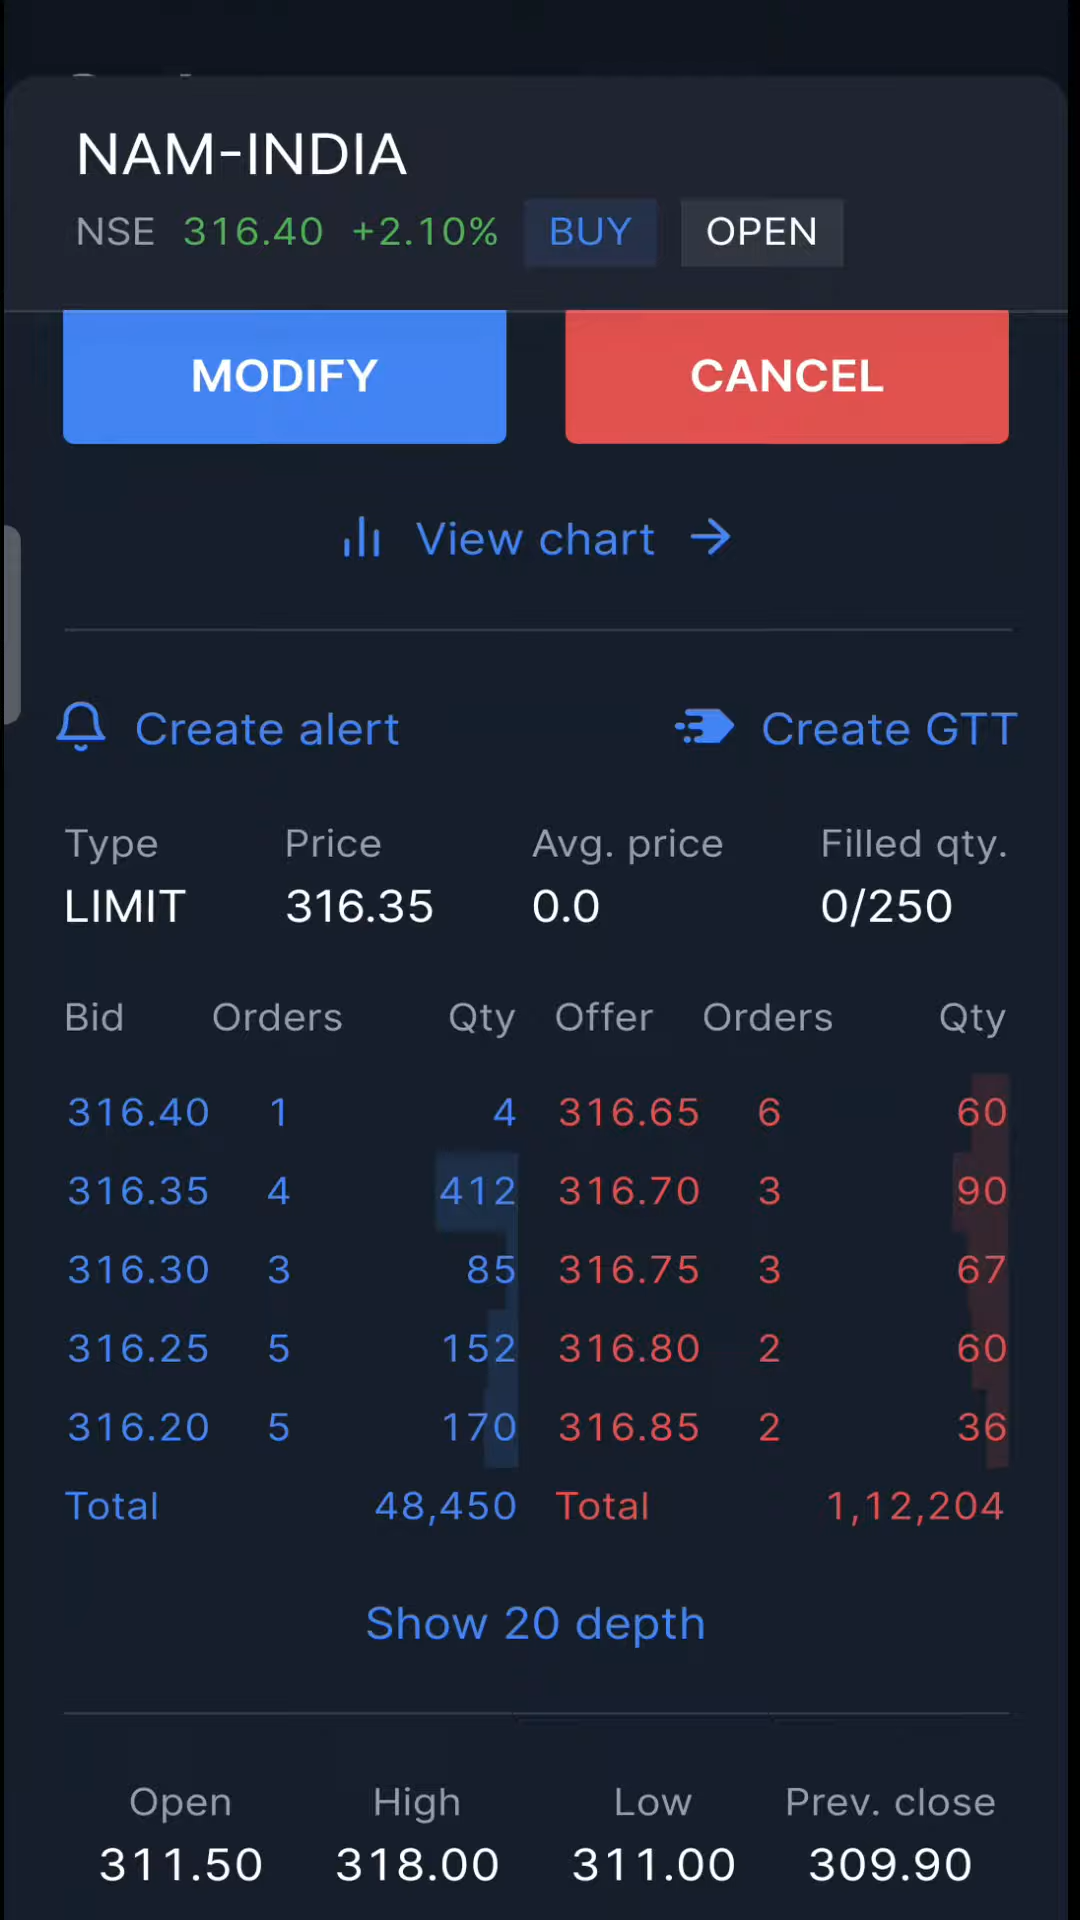 NAM-INDIA
NSE 316.40 +2.10% BUY OPEN
MODIFY CANCEL
View chart →
Create alert Create GTT
Type Price Avg. price Filled qty.
LIMIT 316.35 0.0 0/250
Bid Orders Qty Offer Orders Qty
316.40 1 4 316.65 6 60
316.35 4 412 316.70 3 90
316.30 3 85 316.75 3 67
316.25 5 152 316.80 2 60
316.20 5 170 316.85 2 36
Total 48,450 Total 1,12,204
Show 20 depth
Open High Low Prev. close
311.50 318.00 311.00 309.90